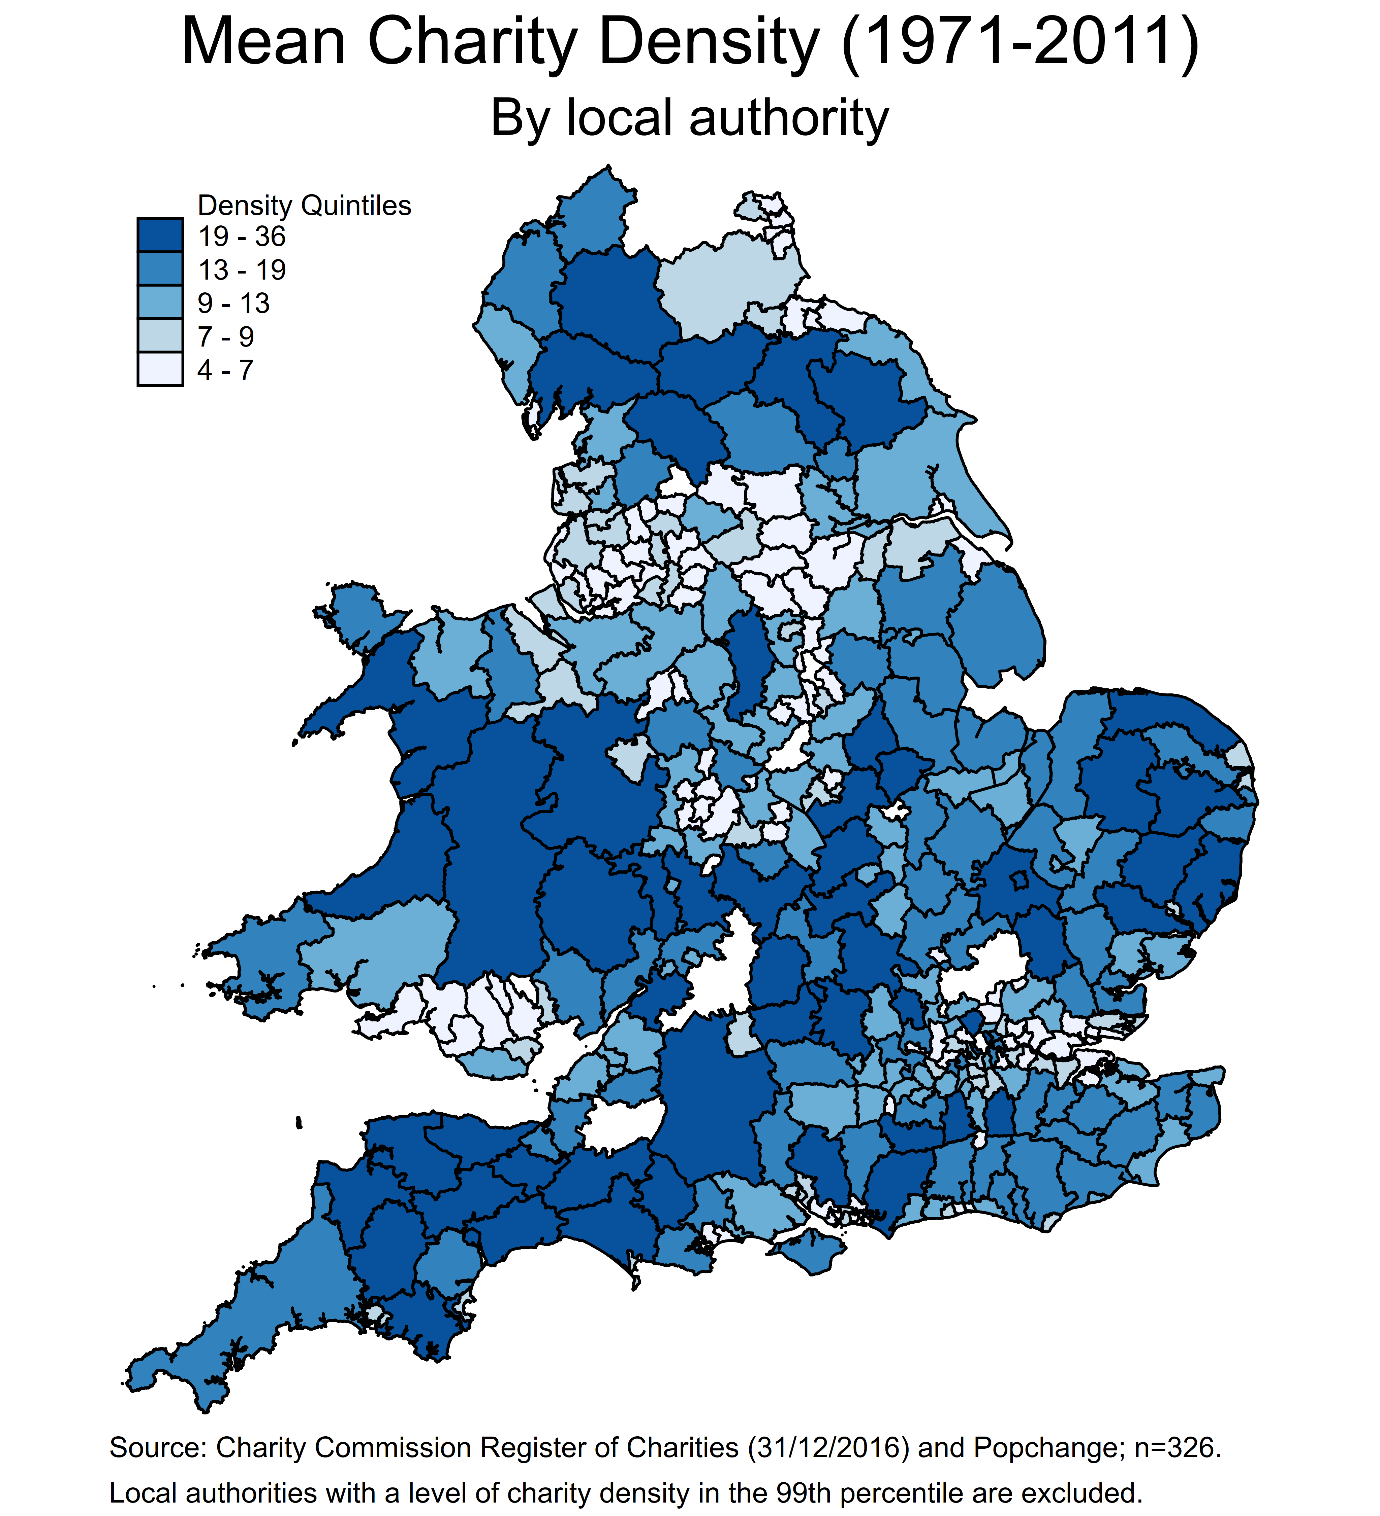 Mean Charity Density (1971-2011)
By local authority
Density Quintiles
19 - 36
13 - 19
9 - 13
7 - 9
4 - 7
Source: Charity Commission Register of Charities (31/12/2016) and Popchange; n=326.
Local authorities with a level of charity density in the 99th percentile are excluded.